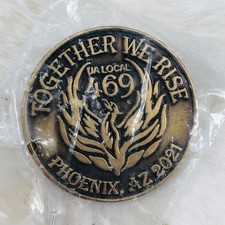 TOGETHER WE RISE
UA LOCAL
469
PHOENIX, AZ 2021